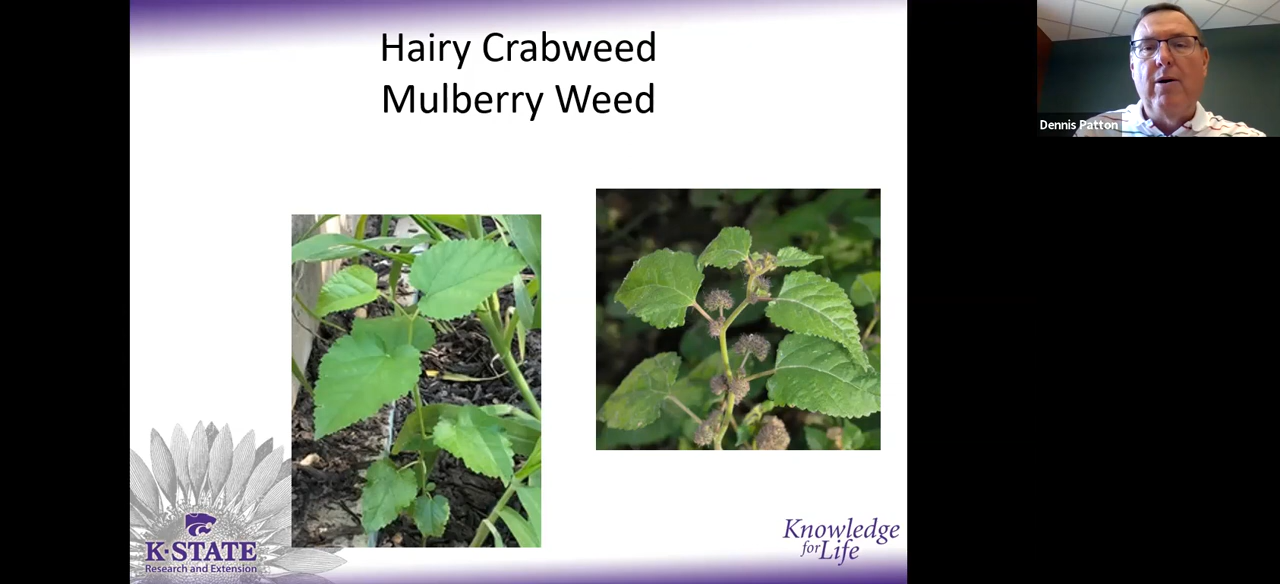 Hairy Crabweed
Mulberry Weed
Dennis Patton
K-STATE
Research and Extension
Knowledge
for Life